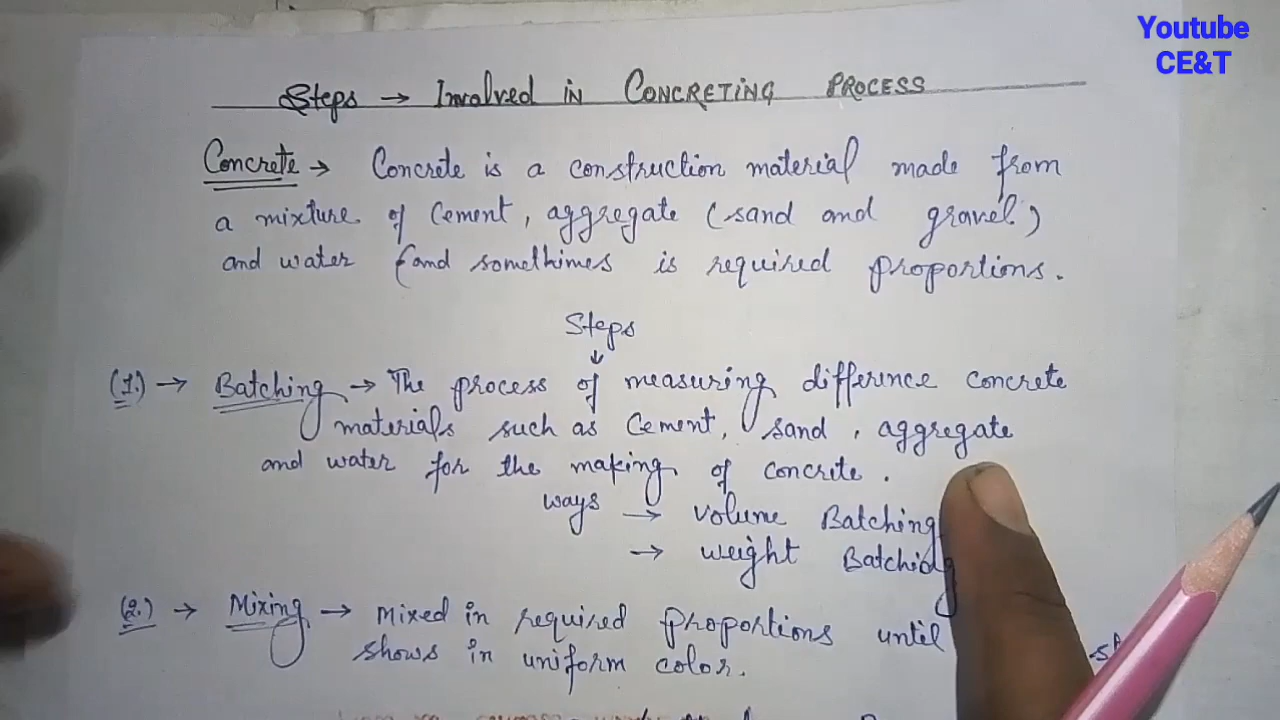 Youtube
CE&T
Steps → Involved in CONCRETING PROCESS
Concrete → Concrete is a construction material made from
a mixture of Cement, aggregate (sand and gravel)
and water (and somethimes is required proportions.
Steps
↓
(1.) → Batching → The process of measuring difference concrete
materials such as Cement, sand, aggregate
and water for the making of concrete.
ways → Volume Batching
→ weight Batching
(2.) → Mixing → Mixed in required proportions until
shows in uniform color.